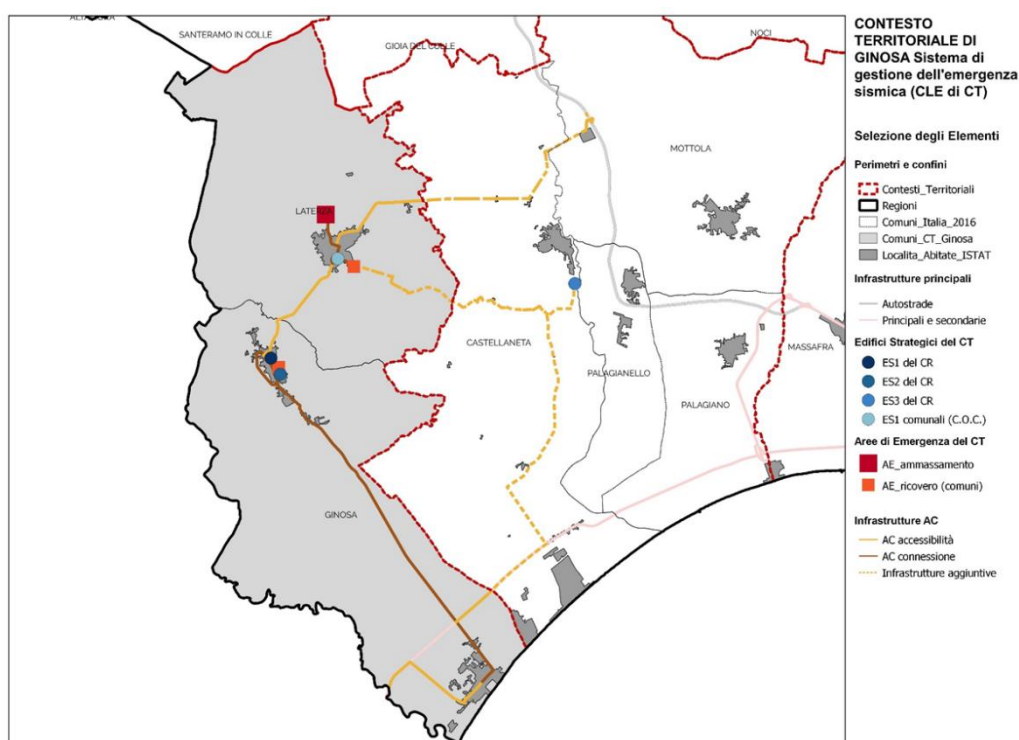 ALTAMURA
SANTERAMO IN COLLE
GIOIA DEL COLLE
NOCI
MOTTOLA
LATERZA
CASTELLANETA
PALAGIANELLO
MASSAFRA
PALAGIANO
GINOSA
CONTESTO
TERRITORIALE DI
GINOSA Sistema di
gestione dell'emergenza
sismica (CLE di CT)
Selezione degli Elementi
Perimetri e confini
Contesti_Territoriali
Regioni
Comuni_Italia_2016
Comuni_CT_Ginosa
Localita_Abitate_ISTAT
Infrastrutture principali
Autostrade
Principali e secondarie
Edifici Strategici del CT
ES1 del CR
ES2 del CR
ES3 del CR
ES1 comunali (C.O.C.)
Aree di Emergenza del CT
AE_ammassamento
AE_ricovero (comuni)
Infrastrutture AC
AC accessibilità
AC connessione
Infrastrutture aggiuntive